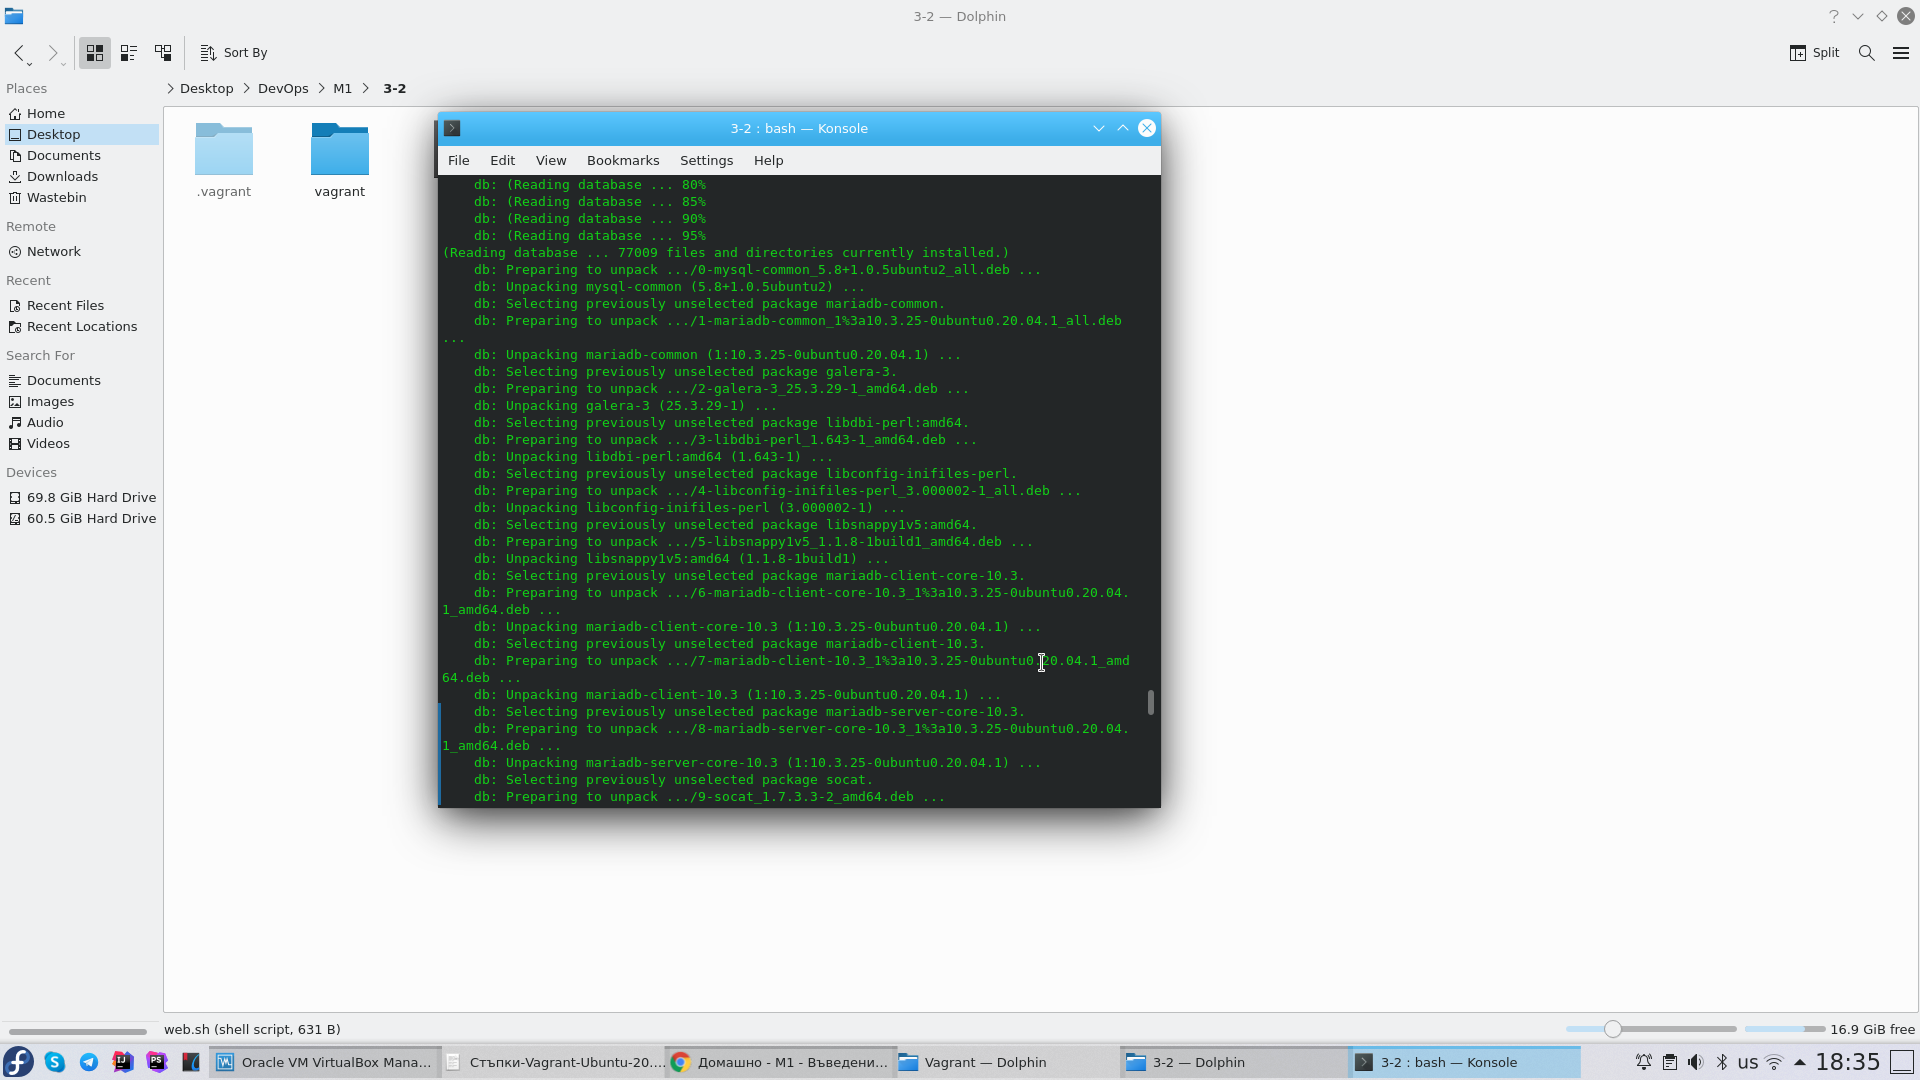 3-2 — Dolphin
Sort By
Split
Places
Desktop > DevOps > M1 > 3-2
Home
Desktop
Documents
Downloads
Wastebin
Remote
Network
Recent
Recent Files
Recent Locations
Search For
Documents
Images
Audio
Videos
Devices
69.8 GiB Hard Drive
60.5 GiB Hard Drive
.vagrant
vagrant
3-2 : bash — Konsole
File Edit View Bookmarks Settings Help
db: (Reading database ... 80%
db: (Reading database ... 85%
db: (Reading database ... 90%
db: (Reading database ... 95%
(Reading database ... 77009 files and directories currently installed.)
db: Preparing to unpack .../0-mysql-common_5.8+1.0.5ubuntu2_all.deb ...
db: Unpacking mysql-common (5.8+1.0.5ubuntu2) ...
db: Selecting previously unselected package mariadb-common.
db: Preparing to unpack .../1-mariadb-common_1%3a10.3.25-0ubuntu0.20.04.1_all.deb
...
db: Unpacking mariadb-common (1:10.3.25-0ubuntu0.20.04.1) ...
db: Selecting previously unselected package galera-3.
db: Preparing to unpack .../2-galera-3_25.3.29-1_amd64.deb ...
db: Unpacking galera-3 (25.3.29-1) ...
db: Selecting previously unselected package libdbi-perl:amd64.
db: Preparing to unpack .../3-libdbi-perl_1.643-1_amd64.deb ...
db: Unpacking libdbi-perl:amd64 (1.643-1) ...
db: Selecting previously unselected package libconfig-inifiles-perl.
db: Preparing to unpack .../4-libconfig-inifiles-perl_3.000002-1_all.deb ...
db: Unpacking libconfig-inifiles-perl (3.000002-1) ...
db: Selecting previously unselected package libsnappy1v5:amd64.
db: Preparing to unpack .../5-libsnappy1v5_1.1.8-1build1_amd64.deb ...
db: Unpacking libsnappy1v5:amd64 (1.1.8-1build1) ...
db: Selecting previously unselected package mariadb-client-core-10.3.
db: Preparing to unpack .../6-mariadb-client-core-10.3_1%3a10.3.25-0ubuntu0.20.04.
1_amd64.deb ...
db: Unpacking mariadb-client-core-10.3 (1:10.3.25-0ubuntu0.20.04.1) ...
db: Selecting previously unselected package mariadb-client-10.3.
db: Preparing to unpack .../7-mariadb-client-10.3_1%3a10.3.25-0ubuntu0.20.04.1_amd
64.deb ...
db: Unpacking mariadb-client-10.3 (1:10.3.25-0ubuntu0.20.04.1) ...
db: Selecting previously unselected package mariadb-server-core-10.3.
db: Preparing to unpack .../8-mariadb-server-core-10.3_1%3a10.3.25-0ubuntu0.20.04.
1_amd64.deb ...
db: Unpacking mariadb-server-core-10.3 (1:10.3.25-0ubuntu0.20.04.1) ...
db: Selecting previously unselected package socat.
db: Preparing to unpack .../9-socat_1.7.3.3-2_amd64.deb ...
web.sh (shell script, 631 B)
16.9 GiB free
Oracle VM VirtualBox Mana...
Стъпки-Vagrant-Ubuntu-20....
Домашно - M1 - Въведени...
Vagrant — Dolphin
3-2 — Dolphin
3-2 : bash — Konsole
us
18:35